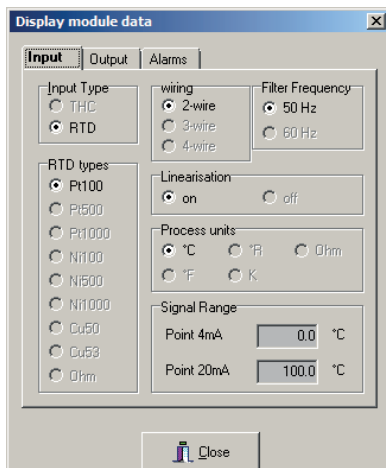 Display module data
Input Output Alarms
Input Type
THC
RTD
RTD types
Pt100
Pt500
Pt1000
Ni100
Ni500
Ni1000
Cu50
Cu53
Ohm
wiring
2-wire
3-wire
4-wire
Filter Frequency
50 Hz
60 Hz
Linearisation
on off
Process units
°C °R Ohm
°F K
Signal Range
Point 4mA 0.0 °C
Point 20mA 100.0 °C
Close